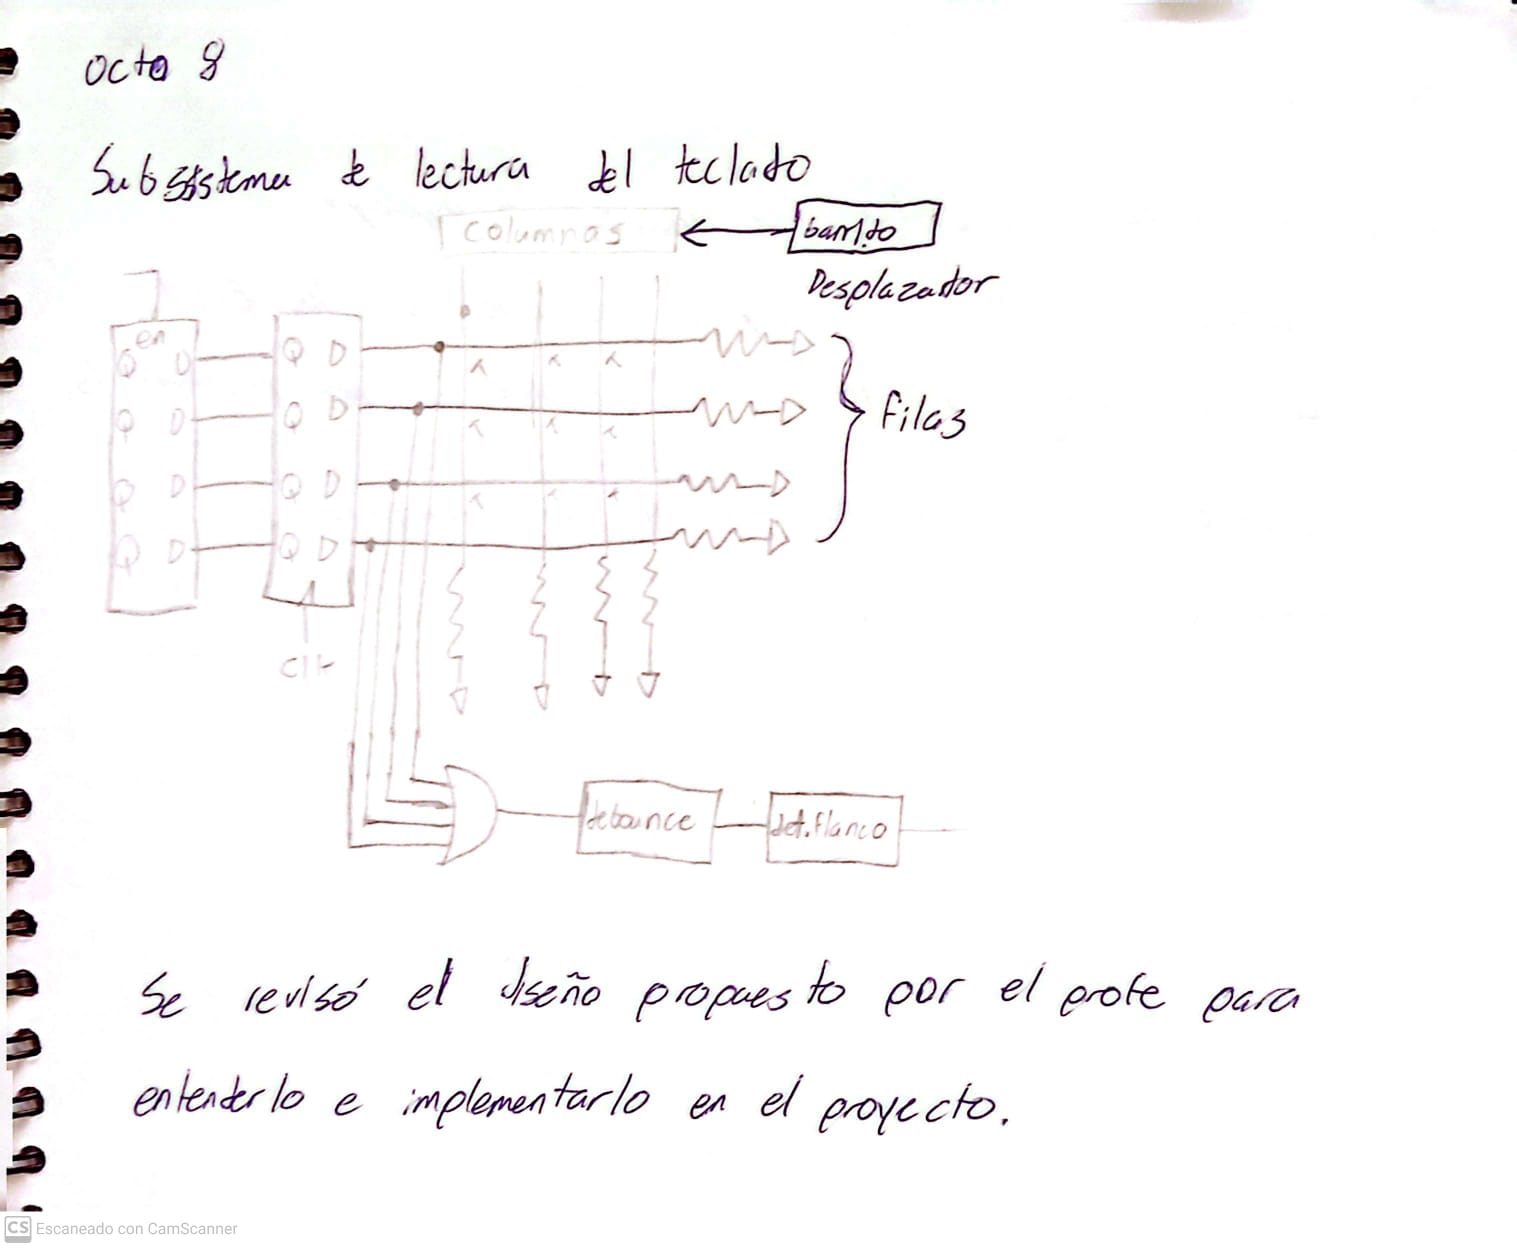 octo 8
Subsistema de lectura del teclado
columnas
barrido
Desplazador
en
Q D Q D
Q D Q D
Q D Q D
Q D Q D
Filas
clk
debounce
det. flanco
Se revisó el diseño propuesto por el profe para
entenderlo e implementarlo en el proyecto.
CS Escaneado con CamScanner